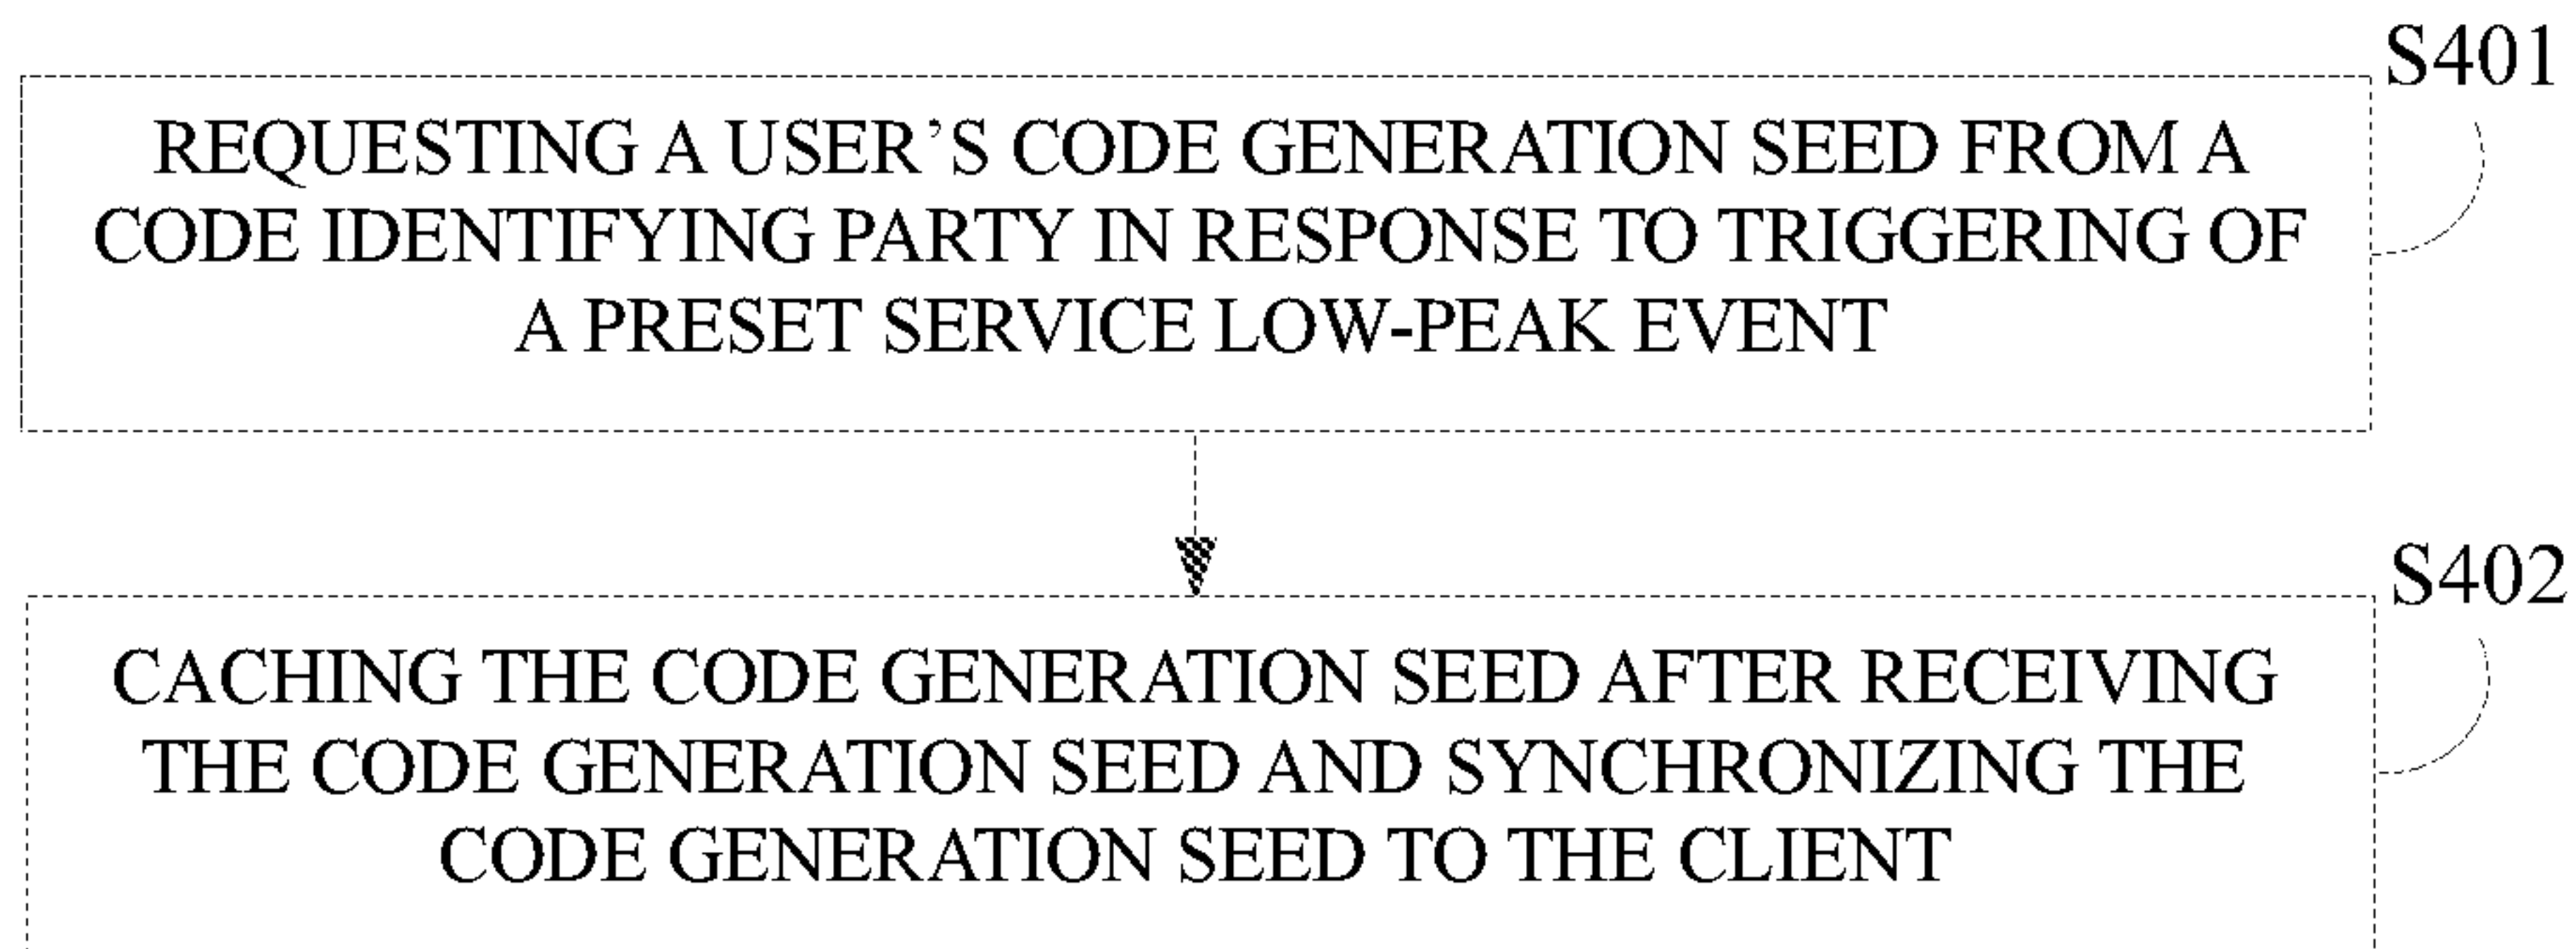 S401
REQUESTING A USER’S CODE GENERATION SEED FROM A
CODE IDENTIFYING PARTY IN RESPONSE TO TRIGGERING OF
A PRESET SERVICE LOW-PEAK EVENT
S402
CACHING THE CODE GENERATION SEED AFTER RECEIVING
THE CODE GENERATION SEED AND SYNCHRONIZING THE
CODE GENERATION SEED TO THE CLIENT